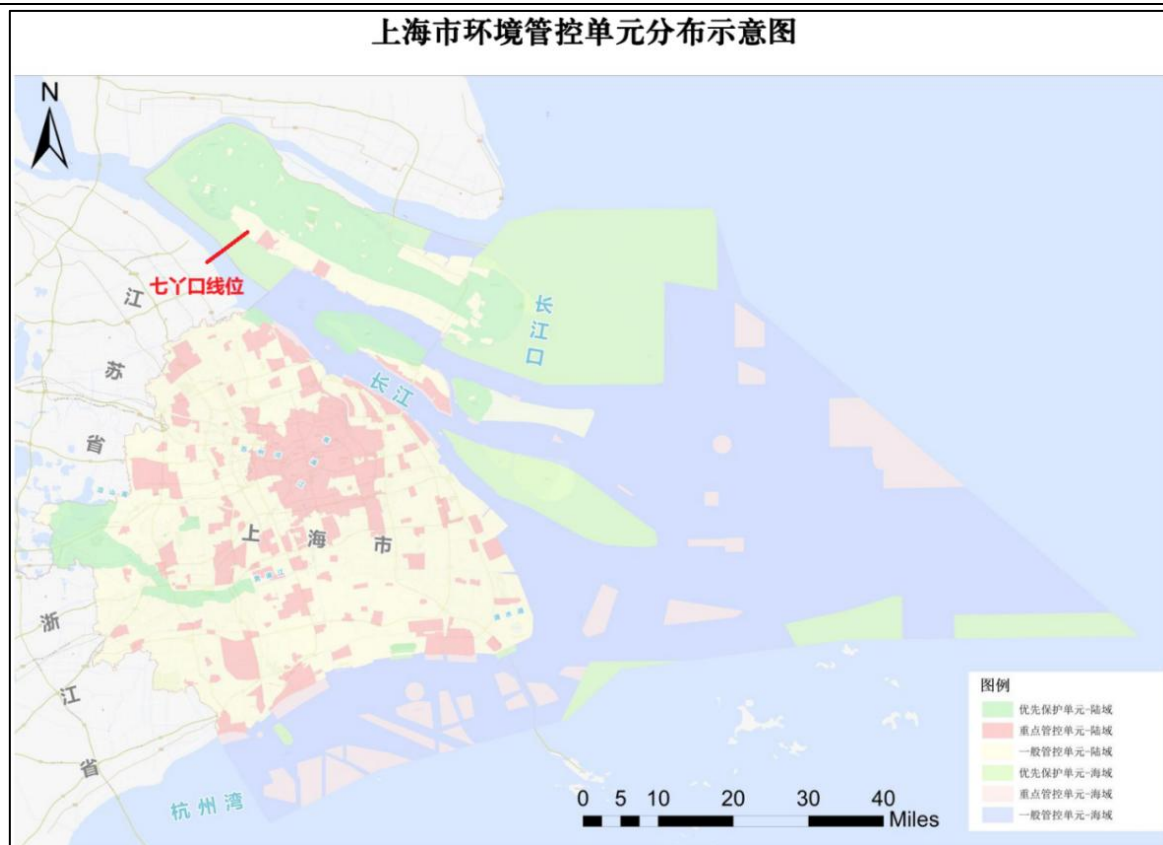 上海市环境管控单元分布示意图
N
七丫口线位
江
苏
省
长江口
长江
上海市
浙
江
省
杭州湾
图例
优先保护单元-陆域
重点管控单元-陆域
一般管控单元-陆域
优先保护单元-海域
重点管控单元-海域
一般管控单元-海域
0 5 10 20 30 40
Miles